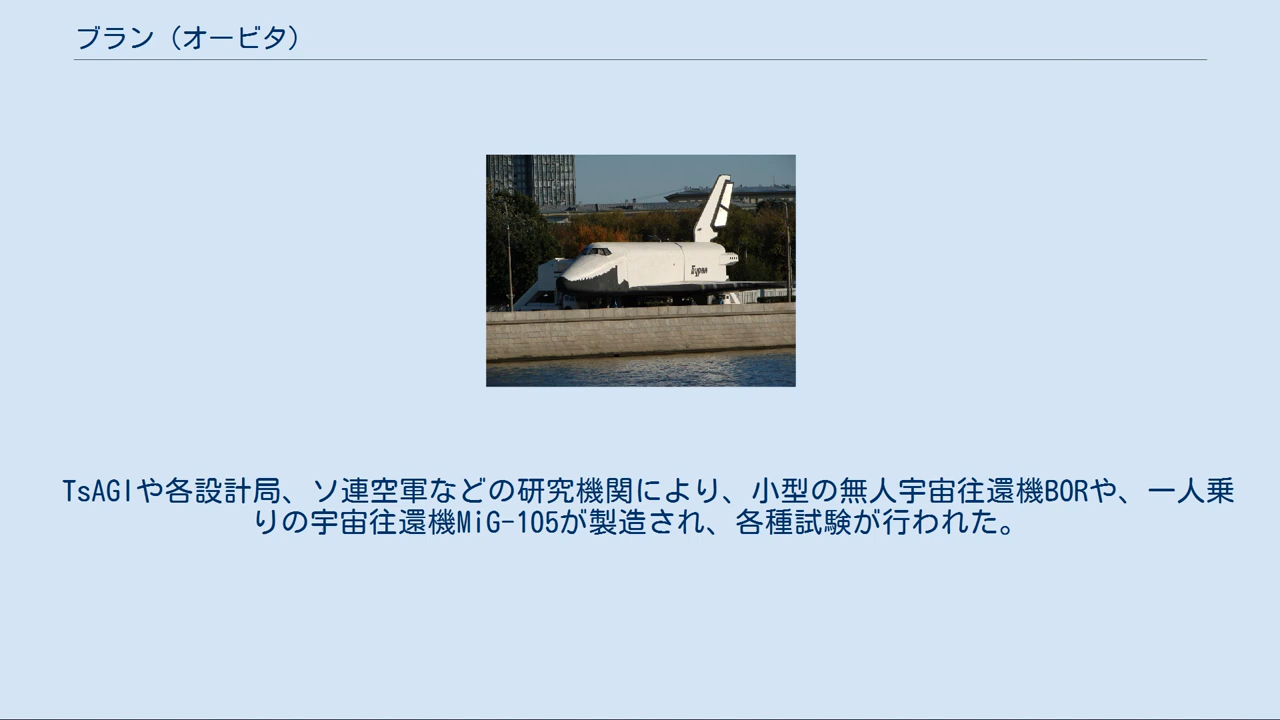 ブラン（オービタ）
Буран
TsAGIや各設計局、ソ連空軍などの研究機関により、小型の無人宇宙往還機BORや、一人乗
りの宇宙往還機MiG-105が製造され、各種試験が行われた。